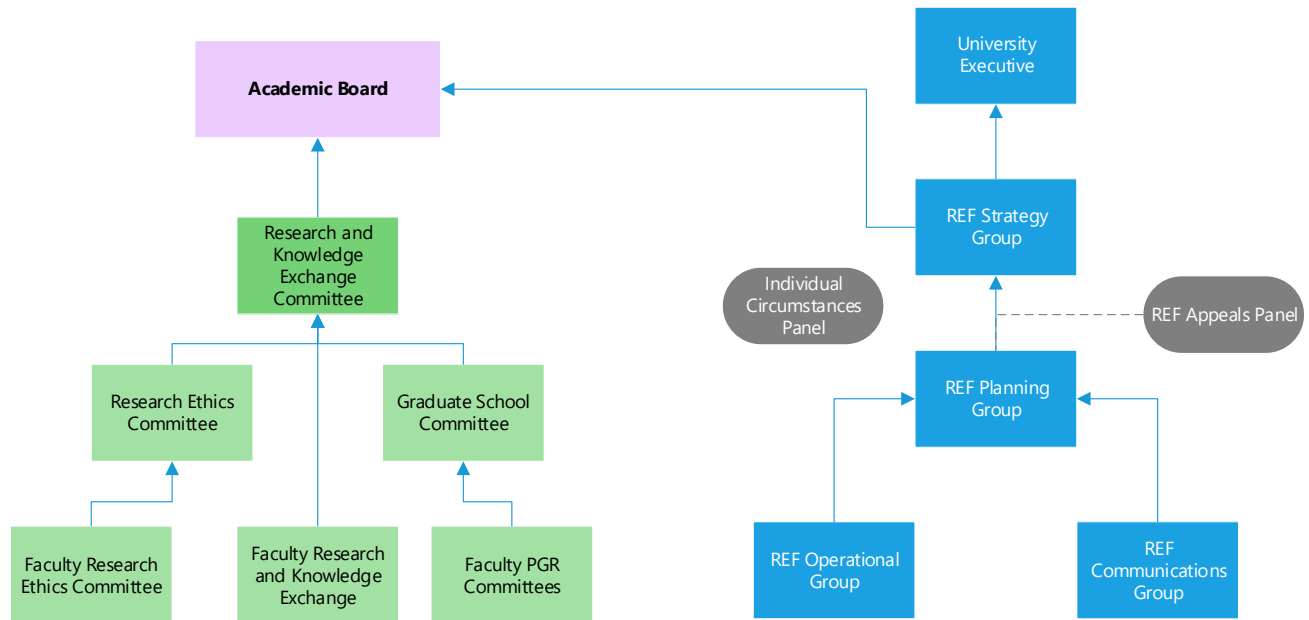 Academic Board
University
Executive
Research and
Knowledge
Exchange
Committee
REF Strategy
Group
Individual
Circumstances
Panel
REF Appeals Panel
Research Ethics
Committee
Graduate School
Committee
REF Planning
Group
Faculty Research
Ethics Committee
Faculty Research
and Knowledge
Exchange
Faculty PGR
Committees
REF Operational
Group
REF
Communications
Group